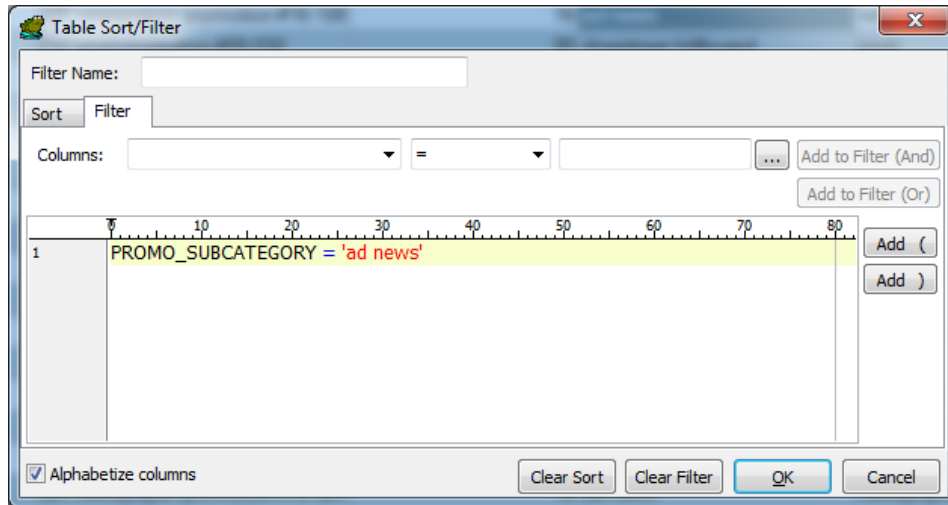 Table Sort/Filter
Filter Name:
Sort Filter
Columns: = ... Add to Filter (And)
Add to Filter (Or)
0 10 20 30 40 50 60 70 80
1 PROMO_SUBCATEGORY = 'ad news'
Add (
Add )
Alphabetize columns Clear Sort Clear Filter OK Cancel